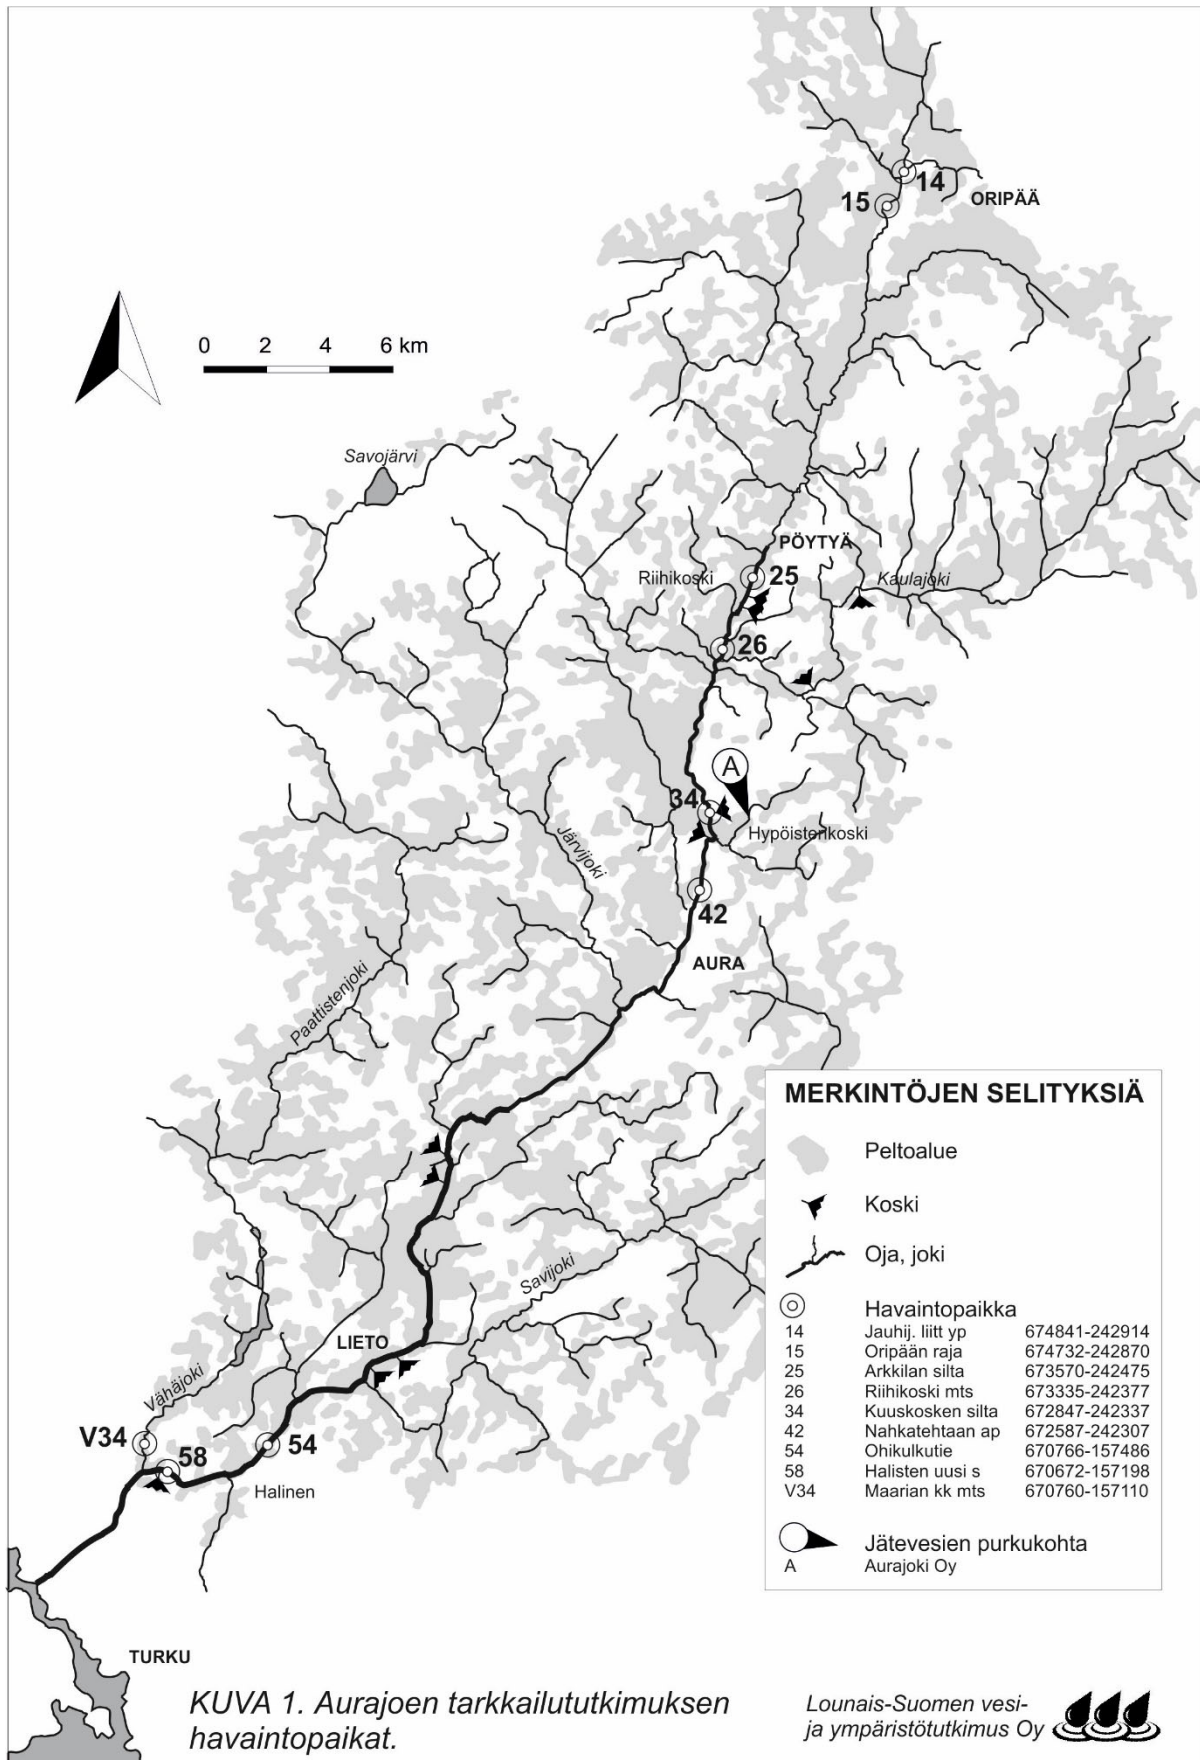 14
15
ORIPÄÄ
0 2 4 6 km
Savojärvi
PÖYTYÄ
Riihikoski
25
Kaulajoki
26
A
34
Hypöistenkoski
Järvijoki
42
AURA
Paattistenjoki
Savijoki
LIETO
Vähäjoki
V34
58
54
Halinen
TURKU
MERKINTÖJEN SELITYKSIÄ
Peltoalue
Koski
Oja, joki
Havaintopaikka
14 Jauhij. liitt yp 674841-242914
15 Oripään raja 674732-242870
25 Arkkilan silta 673570-242475
26 Riihikoski mts 673335-242377
34 Kuuskosken silta 672847-242337
42 Nahkatehtaan ap 672587-242307
54 Ohikulkutie 670766-157486
58 Halisten uusi s 670672-157198
V34 Maarian kk mts 670760-157110
Jätevesien purkukohta
A Aurajoki Oy
KUVA 1. Aurajoen tarkkailututkimuksen
havaintopaikat.
Lounais-Suomen vesi-
ja ympäristötutkimus Oy